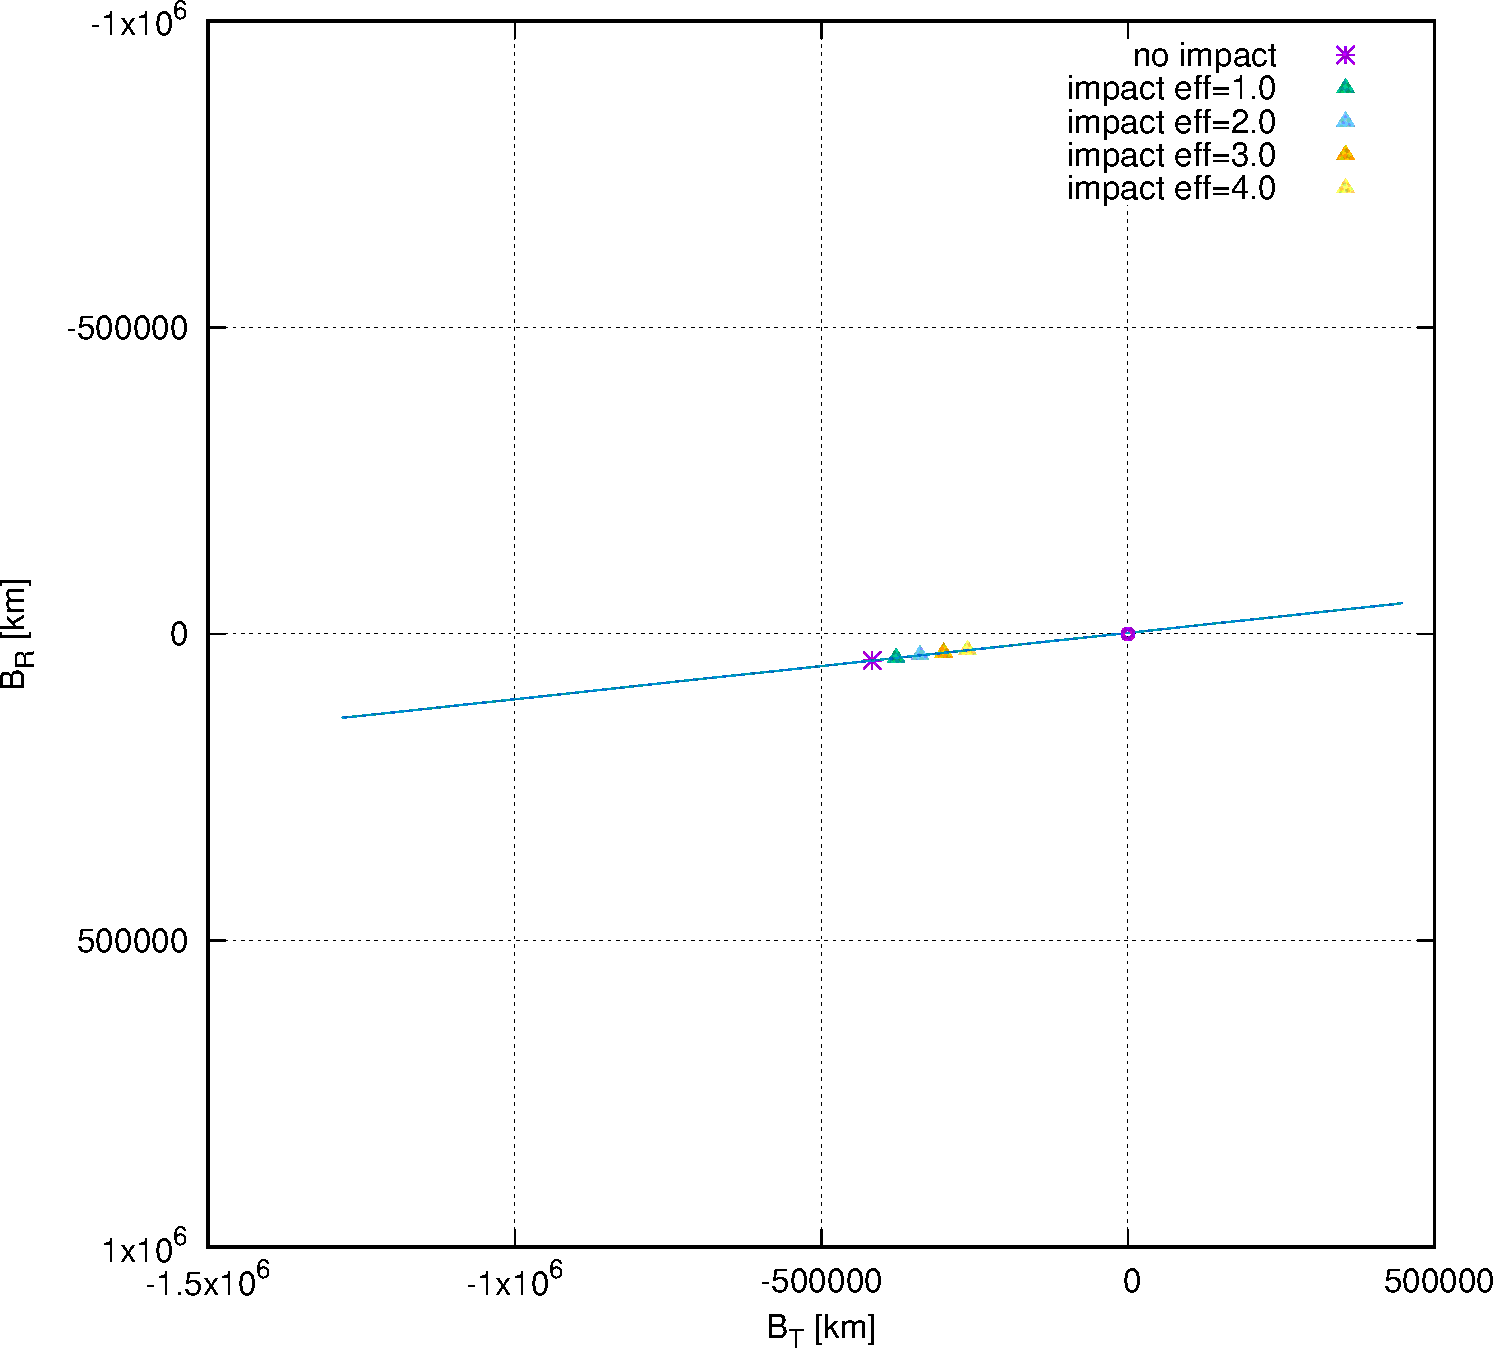 -1x10^6
-500000
0
500000
1x10^6
B_R [km]
no impact
impact eff=1.0
impact eff=2.0
impact eff=3.0
impact eff=4.0
-1.5x10^6
-1x10^6
-500000
0
500000
B_T [km]